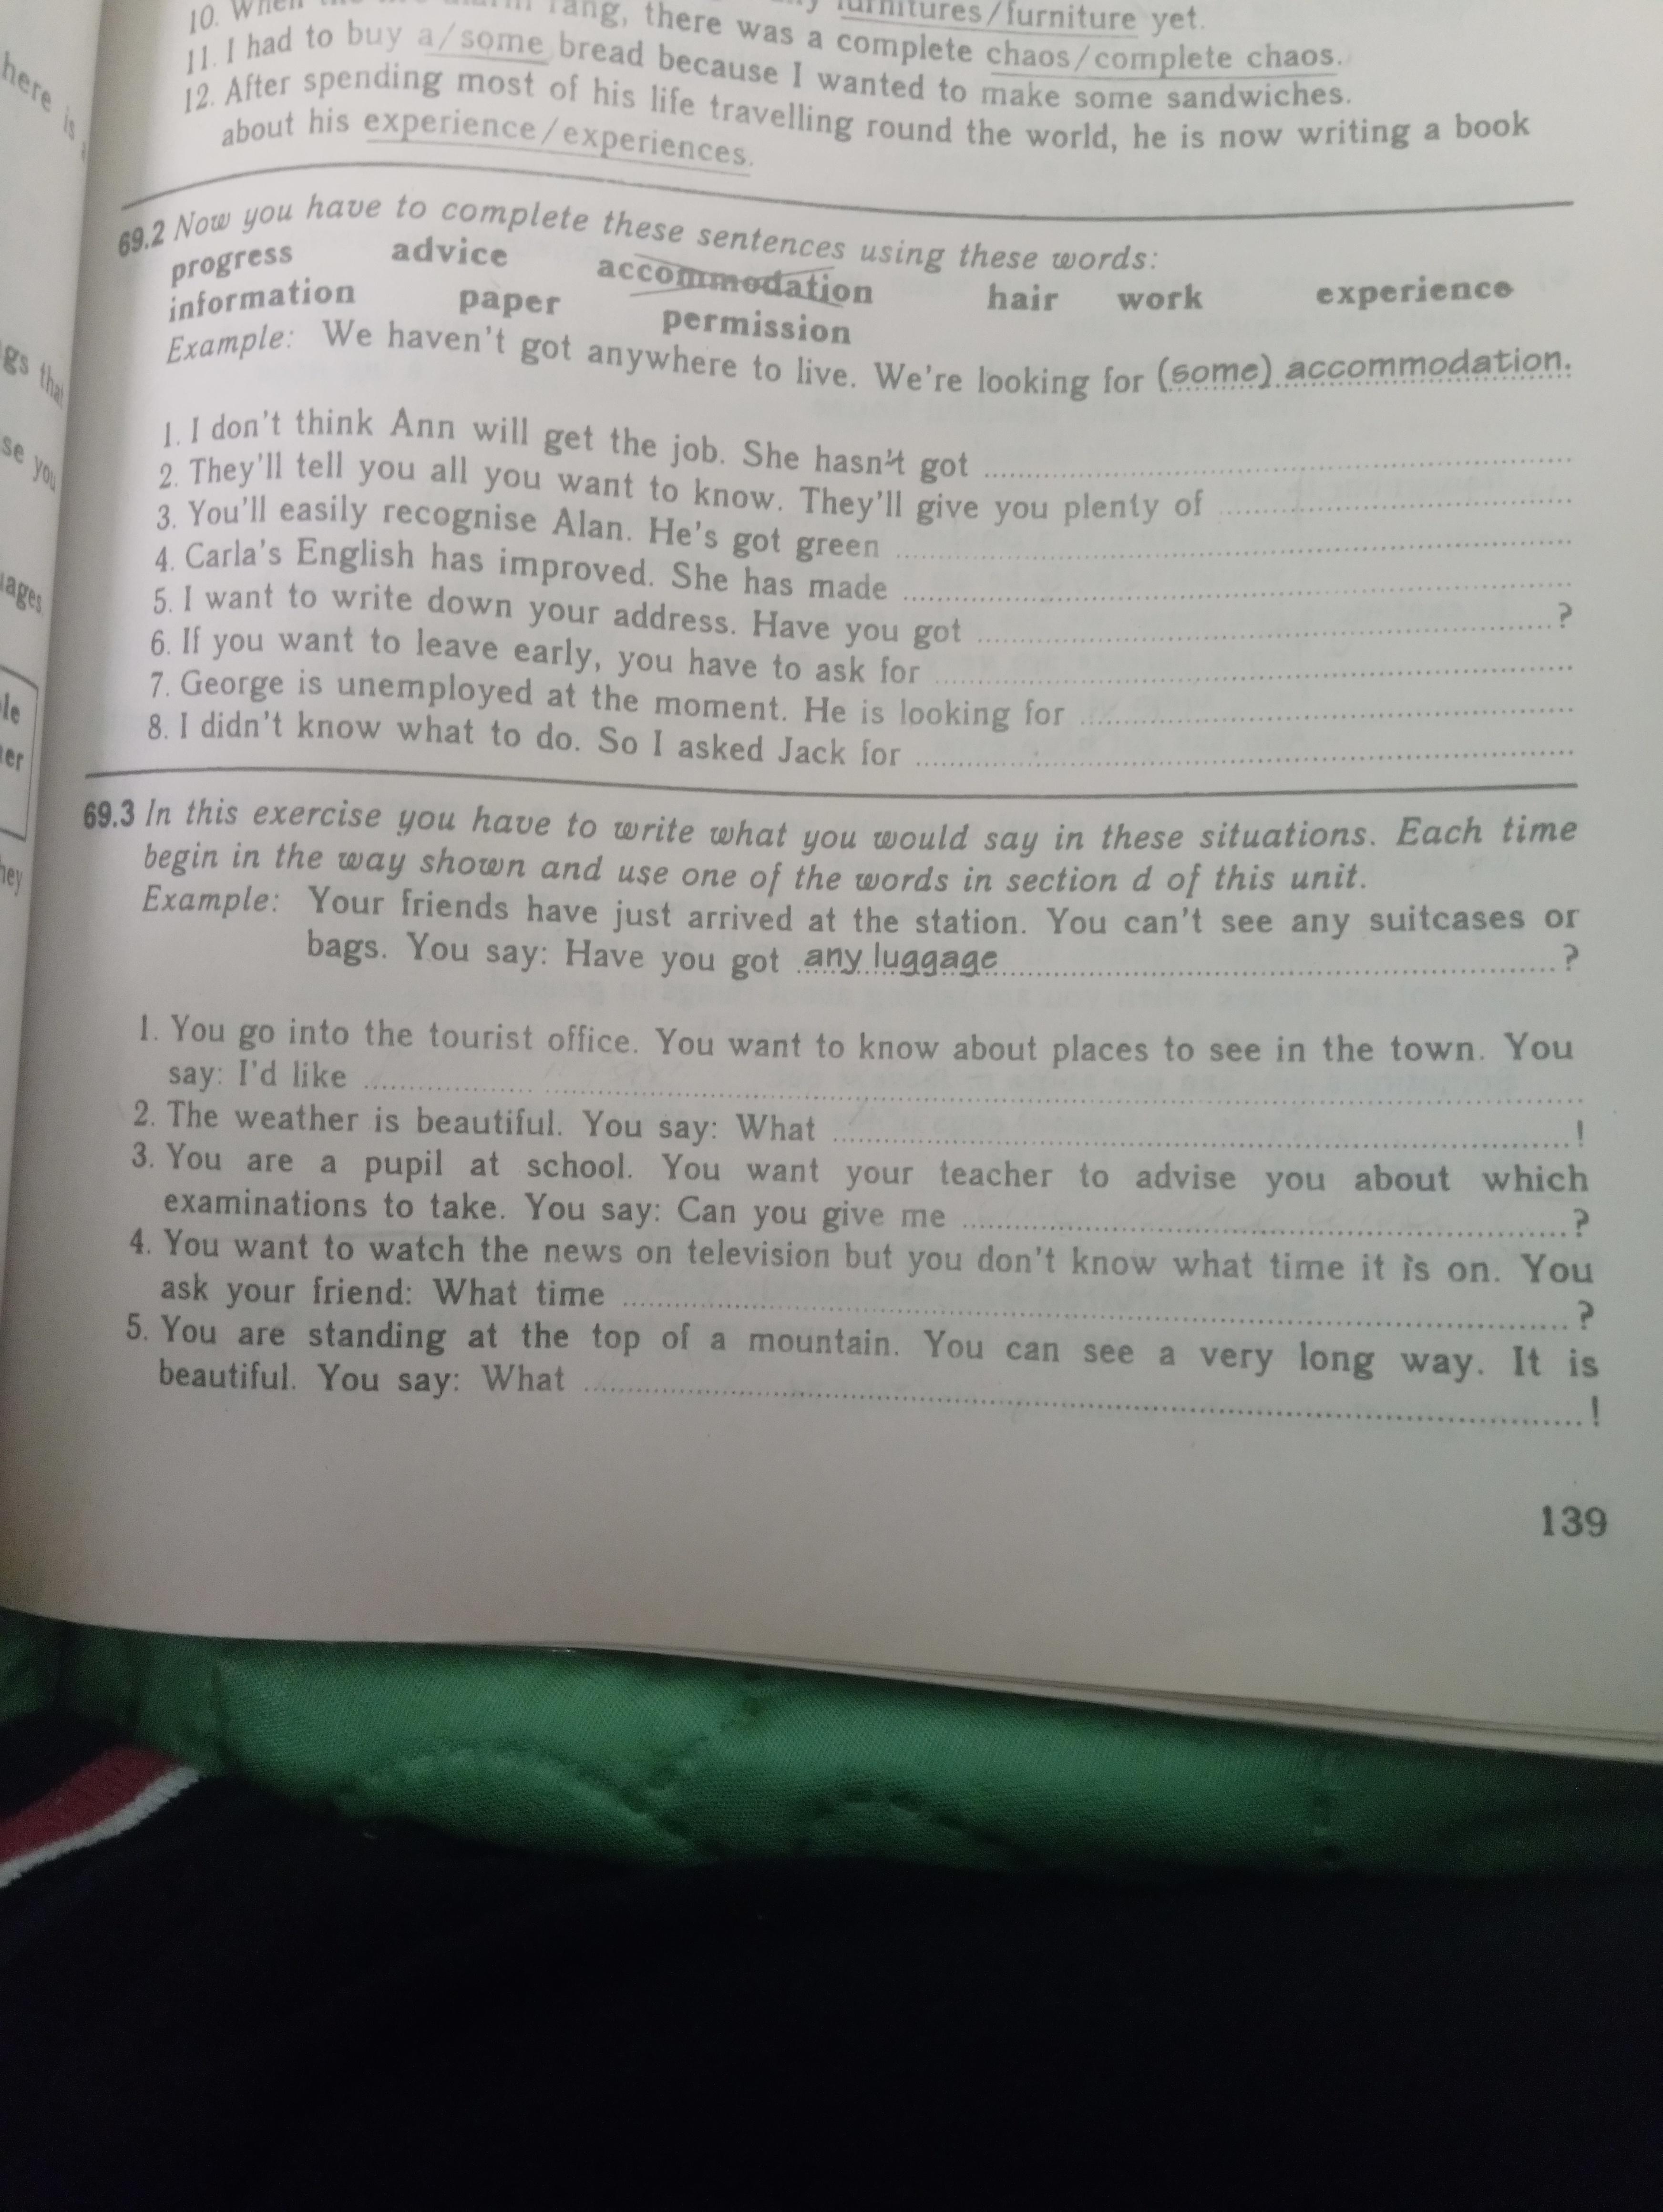 here is
gs that
se you
uages
le
er
hey
furnitures/furniture yet.
10. When rang, there was a complete chaos/complete chaos.
11. I had to buy a/some bread because I wanted to make some sandwiches.
12. After spending most of his life travelling round the world, he is now writing a book
about his experience/experiences.
69.2 Now you have to complete these sentences using these words:
progress advice accommodation hair work experience
information paper permission
Example: We haven't got anywhere to live. We're looking for (some) accommodation.
1. I don't think Ann will get the job. She hasn't got
2. They'll tell you all you want to know. They'll give you plenty of
3. You'll easily recognise Alan. He's got green
4. Carla's English has improved. She has made
5. I want to write down your address. Have you got ?
6. If you want to leave early, you have to ask for
7. George is unemployed at the moment. He is looking for
8. I didn't know what to do. So I asked Jack for
69.3 In this exercise you have to write what you would say in these situations. Each time
begin in the way shown and use one of the words in section d of this unit.
Example: Your friends have just arrived at the station. You can't see any suitcases or
bags. You say: Have you got any luggage ?
1. You go into the tourist office. You want to know about places to see in the town. You
say: I'd like
2. The weather is beautiful. You say: What !
3. You are a pupil at school. You want your teacher to advise you about which
examinations to take. You say: Can you give me ?
4. You want to watch the news on television but you don't know what time it is on. You
ask your friend: What time ?
5. You are standing at the top of a mountain. You can see a very long way. It is
beautiful. You say: What !
139